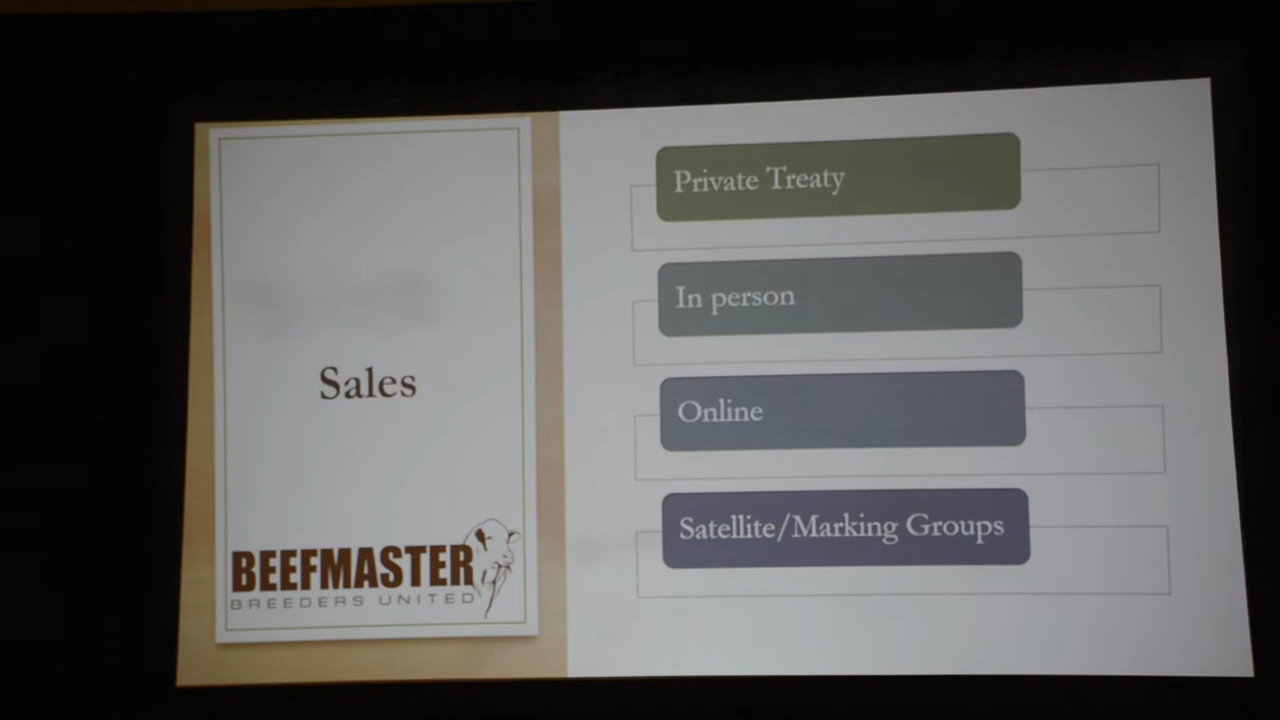 Sales
BEEFMASTER
BREEDERS UNITED
Private Treaty
In person
Online
Satellite/Marking Groups